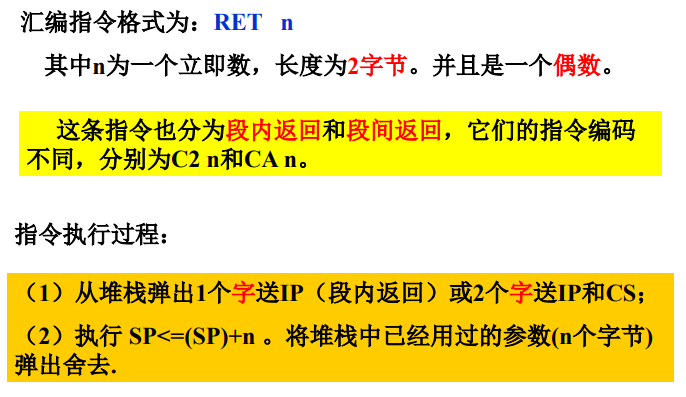 汇编指令格式为：RET n
其中n为一个立即数，长度为2字节。并且是一个偶数。
这条指令也分为段内返回和段间返回，它们的指令编码
不同，分别为C2 n和CA n。
指令执行过程：
（1）从堆栈弹出1个字送IP（段内返回）或2个字送IP和CS；
（2）执行 SP<=(SP)+n 。将堆栈中已经用过的参数(n个字节)
弹出舍去.